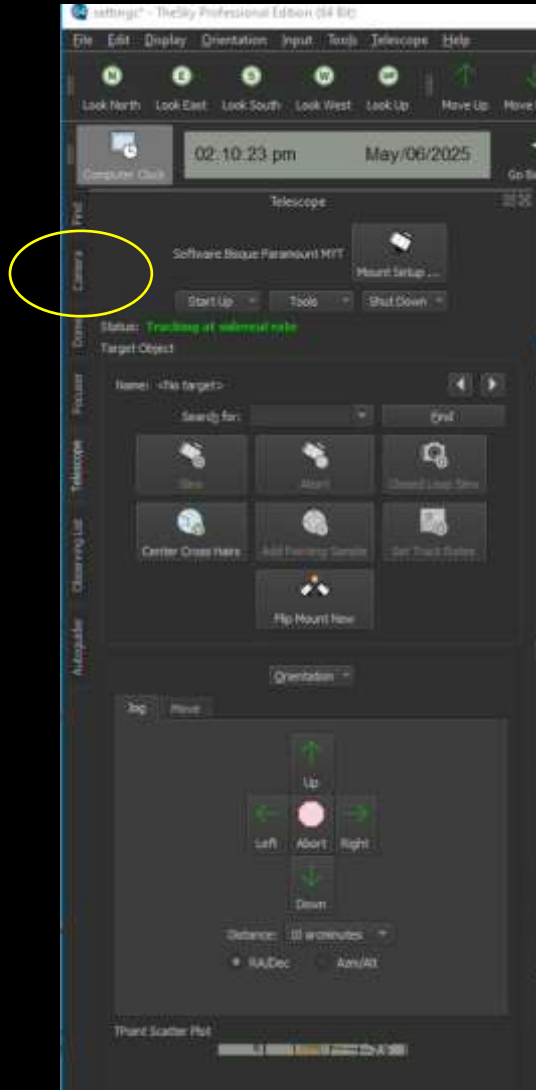 settings* - TheSky Professional Edition (64 Bit)
File Edit Display Orientation Input Tools Telescope Help
N E S W UP
Look North Look East Look South Look West Look Up Move Up Move
Computer Clock 02:10:23 pm May/06/2025
Telescope
Find
Camera
Dome
Focuser
Telescope
Observing List
Autoguider
Software Bisque Paramount MYT
Mount Setup ...
Start Up Tools Shut Down
Status: Tracking at sidereal rate
Target Object
Name: <No target>
Search for: Find
Slew Abort Closed Loop Slew
Center Cross Hairs Add Pointing Sample Set Track Rates
Flip Mount Now
Orientation
Jog Move
Up
Left Abort Right
Down
Distance: 10 arcminutes
RA/Dec Azm/Alt
TPoint Scatter Plot